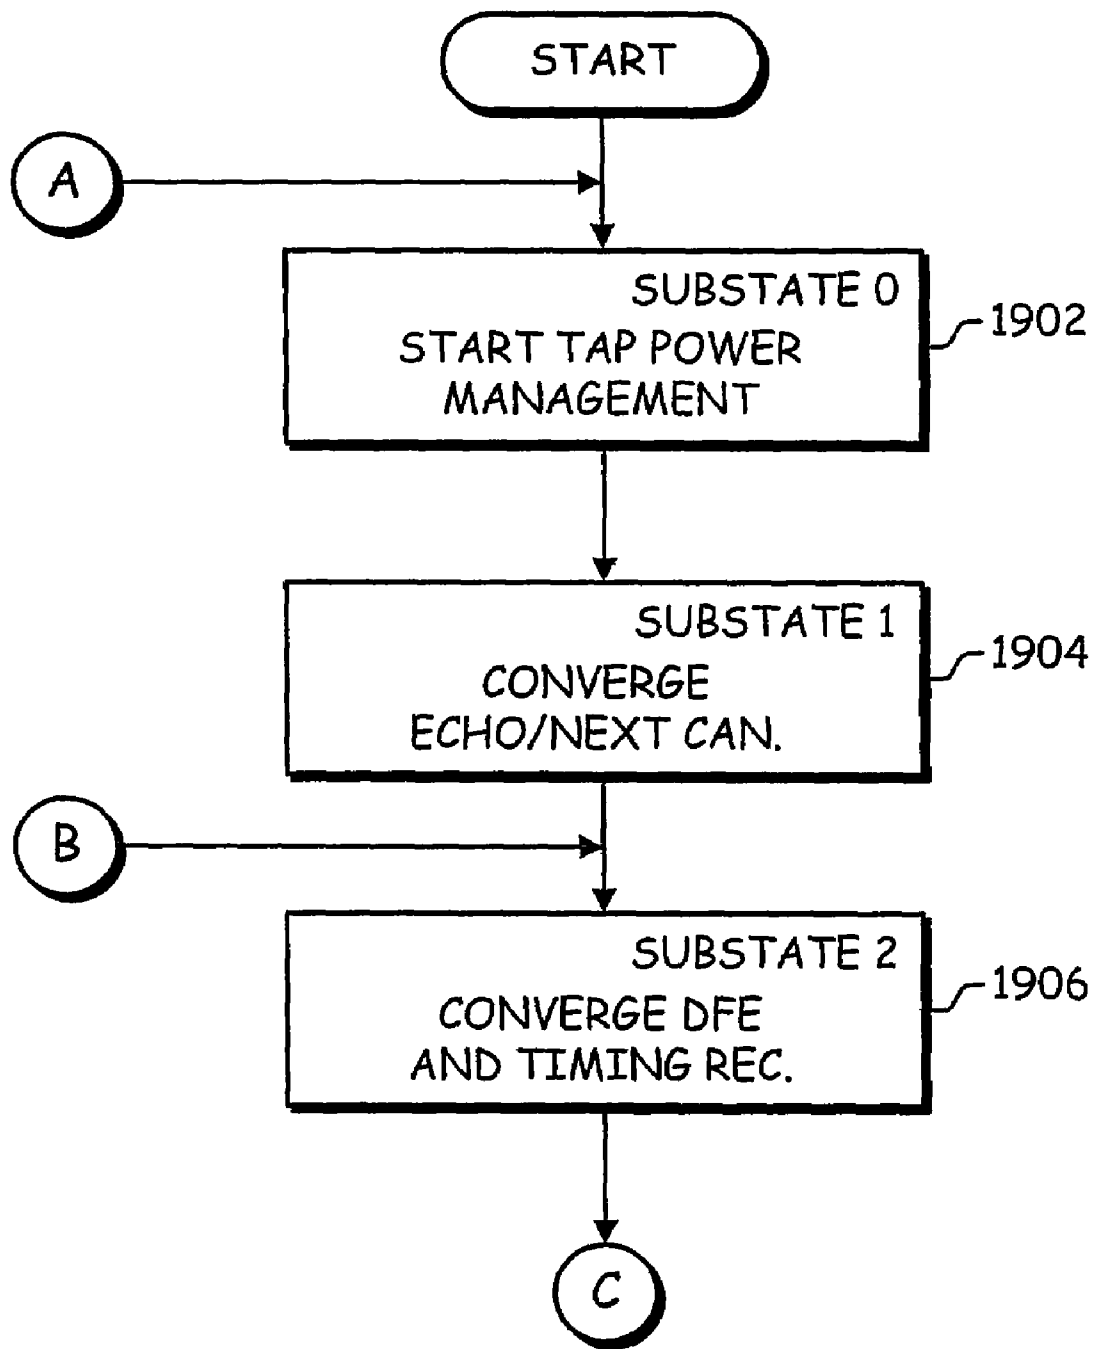 START
A
SUBSTATE 0
START TAP POWER
MANAGEMENT
1902
SUBSTATE 1
CONVERGE
ECHO/NEXT CAN.
1904
B
SUBSTATE 2
CONVERGE DFE
AND TIMING REC.
1906
C